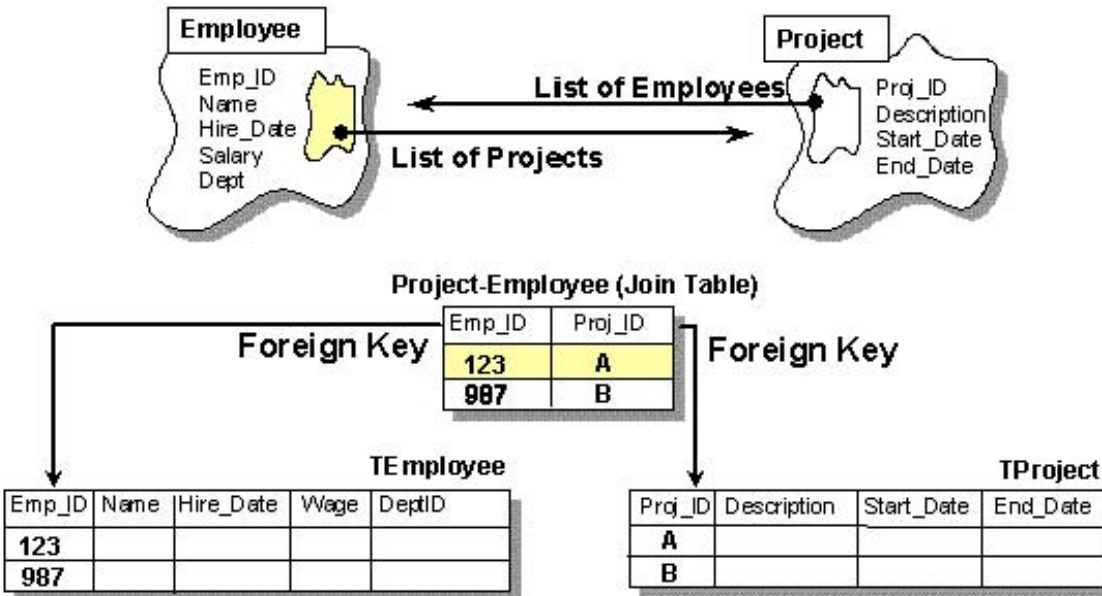 Employee
Emp_ID
Name
Hire_Date
Salary
Dept
List of Employees
List of Projects
Project
Proj_ID
Description
Start_Date
End_Date
Project-Employee (Join Table)
Emp_ID Proj_ID
123 A
987 B
Foreign Key
Foreign Key
TEmployee
Emp_ID Name Hire_Date Wage DeptID
123
987
TProject
Proj_ID Description Start_Date End_Date
A
B